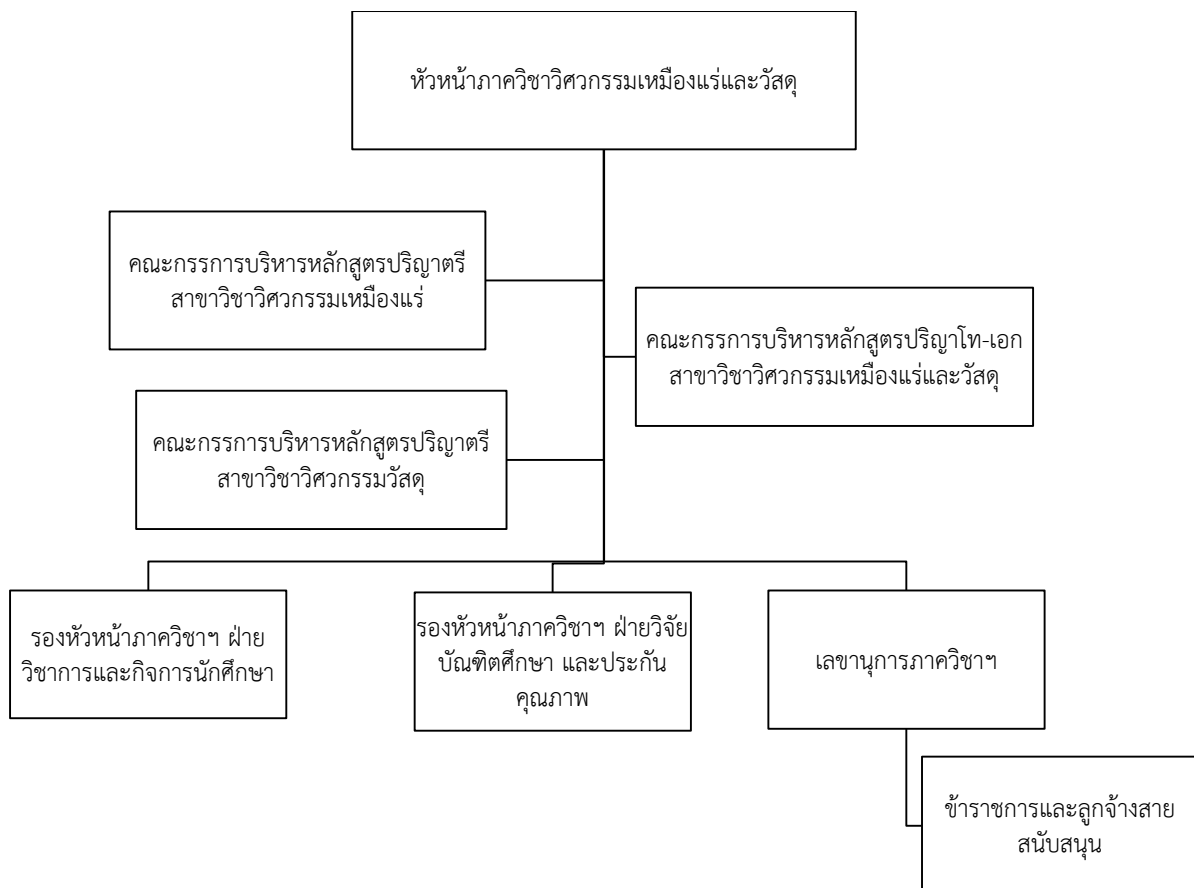 หัวหน้าภาควิชาวิศวกรรมเหมืองแร่และวัสดุ
คณะกรรการบริหารหลักสูตรปริญาตรี
สาขาวิชาวิศวกรรมเหมืองแร่
คณะกรรการบริหารหลักสูตรปริญาโท-เอก
สาขาวิชาวิศวกรรมเหมืองแร่และวัสดุ
คณะกรรการบริหารหลักสูตรปริญาตรี
สาขาวิชาวิศวกรรมวัสดุ
รองหัวหน้าภาควิชาฯ ฝ่าย
วิชาการและกิจการนักศึกษา
รองหัวหน้าภาควิชาฯ ฝ่ายวิจัย
บัณฑิตศึกษา และประกัน
คุณภาพ
เลขานุการภาควิชาฯ
ข้าราชการและลูกจ้างสาย
สนับสนุน